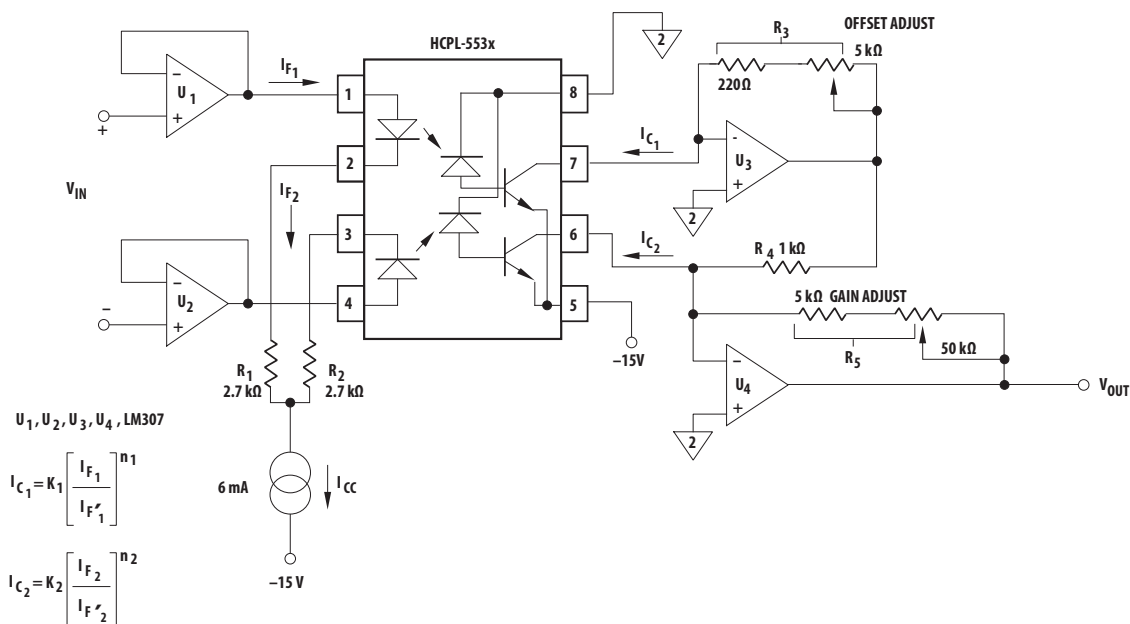 HCPL-553x
OFFSET ADJUST
R3
5 kΩ
220Ω
2
IF1
U1
−
+
+
1
2
3
4
8
7
6
5
IC1
-
U3
+
2
VIN
IF2
IC2
R4 1 kΩ
−
−
U2
+
5 kΩ GAIN ADJUST
R5
50 kΩ
–15V
R1
2.7 kΩ
R2
2.7 kΩ
−
U4
+
2
VOUT
U1, U2, U3, U4, LM307
IC1 = K1 [IF1 / IF′1]n1
6 mA
ICC
–15 V
IC2 = K2 [IF2 / IF′2]n2